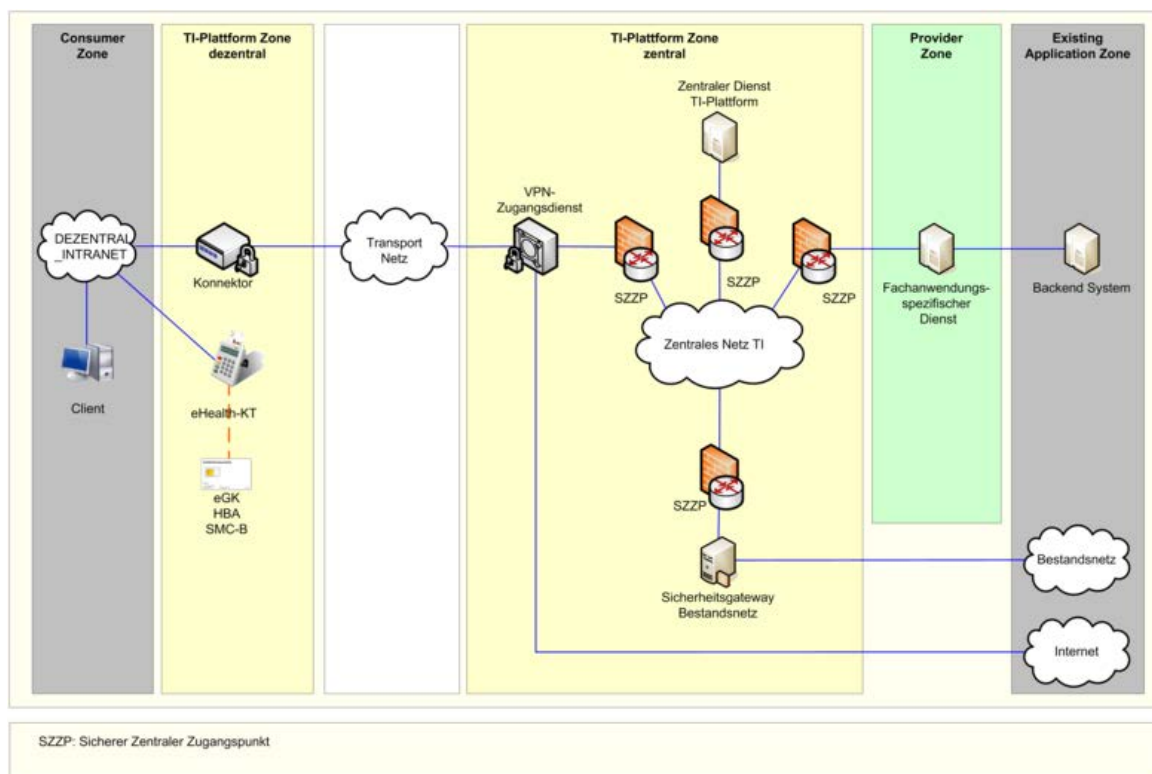 Consumer
Zone
TI-Plattform Zone
dezentral
TI-Plattform Zone
zentral
Provider
Zone
Existing
Application Zone
Zentraler Dienst
TI-Plattform
VPN-
Zugangsdienst
DEZENTRAL
_INTRANET
Konnektor
Transport
Netz
SZZP
SZZP
SZZP
Fachanwendungs-
spezifischer
Dienst
Backend System
Zentrales Netz TI
Client
eHealth-KT
eGK
HBA
SMC-B
SZZP
Sicherheitsgateway
Bestandsnetz
Bestandsnetz
Internet
SZZP: Sicherer Zentraler Zugangspunkt